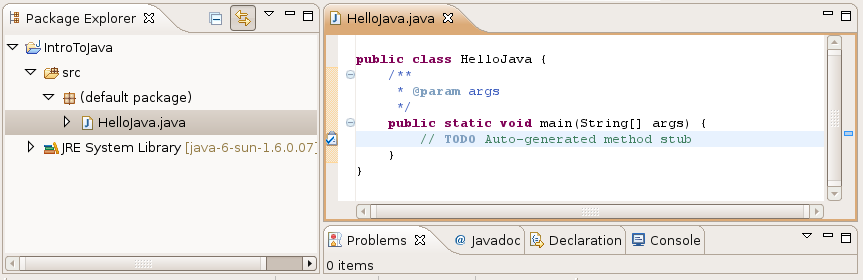 Package Explorer
IntroToJava
src
(default package)
HelloJava.java
JRE System Library [java-6-sun-1.6.0.07]
HelloJava.java
public class HelloJava {
/**
* @param args
*/
public static void main(String[] args) {
// TODO Auto-generated method stub
}
}
Problems @ Javadoc Declaration Console
0 items